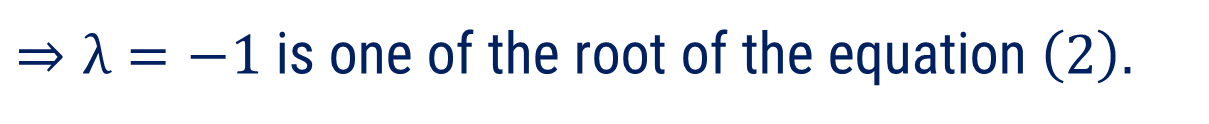 ⇒ λ = −1 is one of the root of the equation (2).